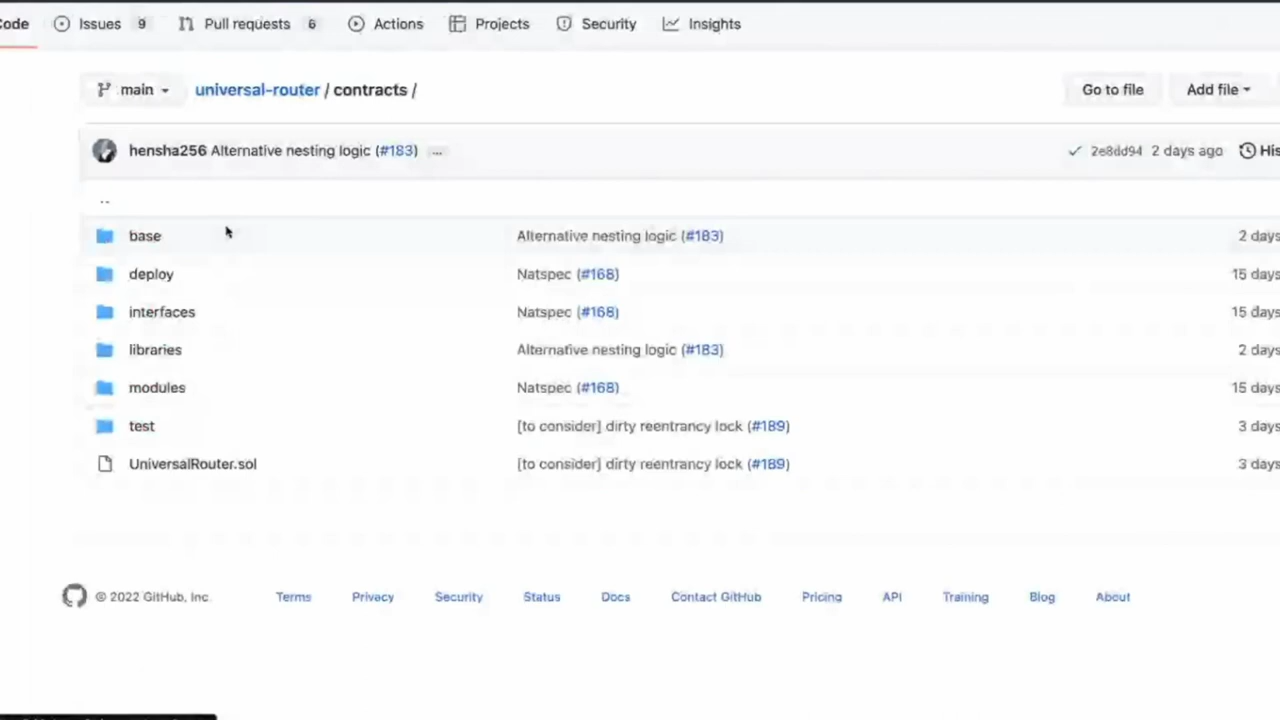 Code Issues 9 Pull requests 6 Actions Projects Security Insights
main universal-router / contracts / Go to file Add file
hensha256 Alternative nesting logic (#183) ... 2e8dd94 2 days ago His
..
base Alternative nesting logic (#183) 2 days
deploy Natspec (#168) 15 days
interfaces Natspec (#168) 15 days
libraries Alternative nesting logic (#183) 2 days
modules Natspec (#168) 15 days
test [to consider] dirty reentrancy lock (#189) 3 days
UniversalRouter.sol [to consider] dirty reentrancy lock (#189) 3 days
© 2022 GitHub, Inc. Terms Privacy Security Status Docs Contact GitHub Pricing API Training Blog About